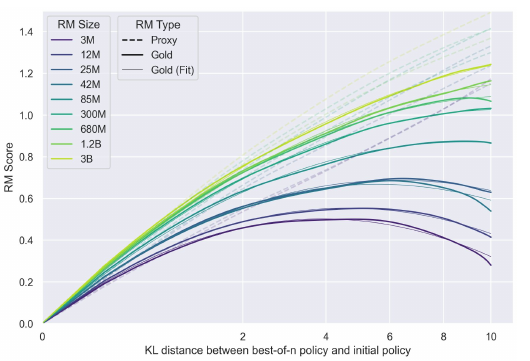 RM Size
3M
12M
25M
42M
85M
300M
680M
1.2B
3B
RM Type
Proxy
Gold
Gold (Fit)
RM Score
1.4
1.2
1.0
0.8
0.6
0.4
0.2
0.0
0
2
4
6
8
10
KL distance between best-of-n policy and initial policy